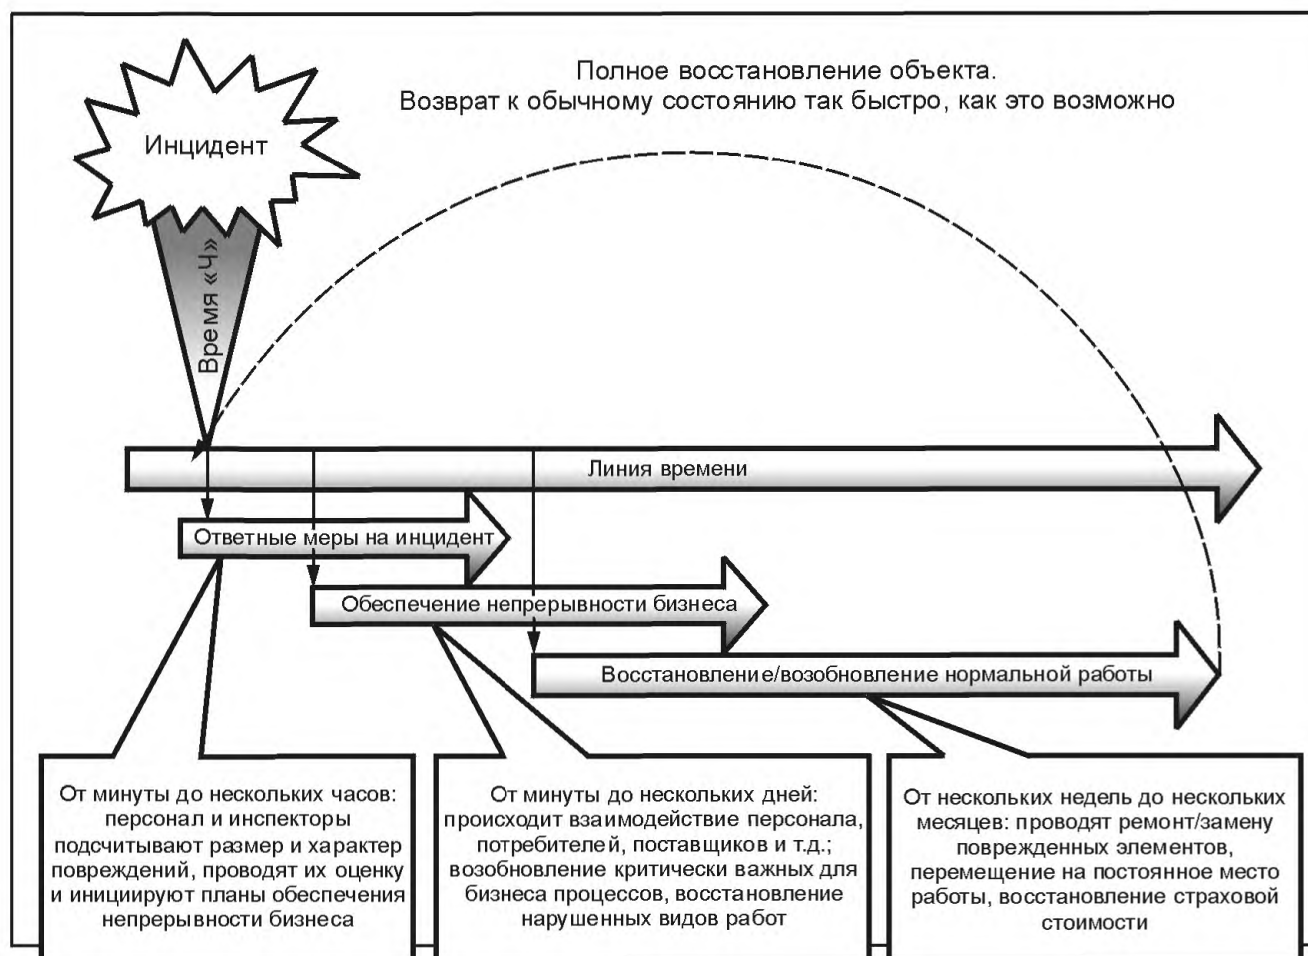 Полное восстановление объекта.
Возврат к обычному состоянию так быстро, как это возможно
Инцидент
Время «Ч»
Линия времени
Ответные меры на инцидент
Обеспечение непрерывности бизнеса
Восстановление/возобновление нормальной работы
От минуты до нескольких часов:
персонал и инспекторы
подсчитывают размер и характер
повреждений, проводят их оценку
и инициируют планы обеспечения
непрерывности бизнеса
От минуты до нескольких дней:
происходит взаимодействие персонала,
потребителей, поставщиков и т.д.;
возобновление критически важных для
бизнеса процессов, восстановление
нарушенных видов работ
От нескольких недель до нескольких
месяцев: проводят ремонт/замену
поврежденных элементов,
перемещение на постоянное место
работы, восстановление страховой
стоимости